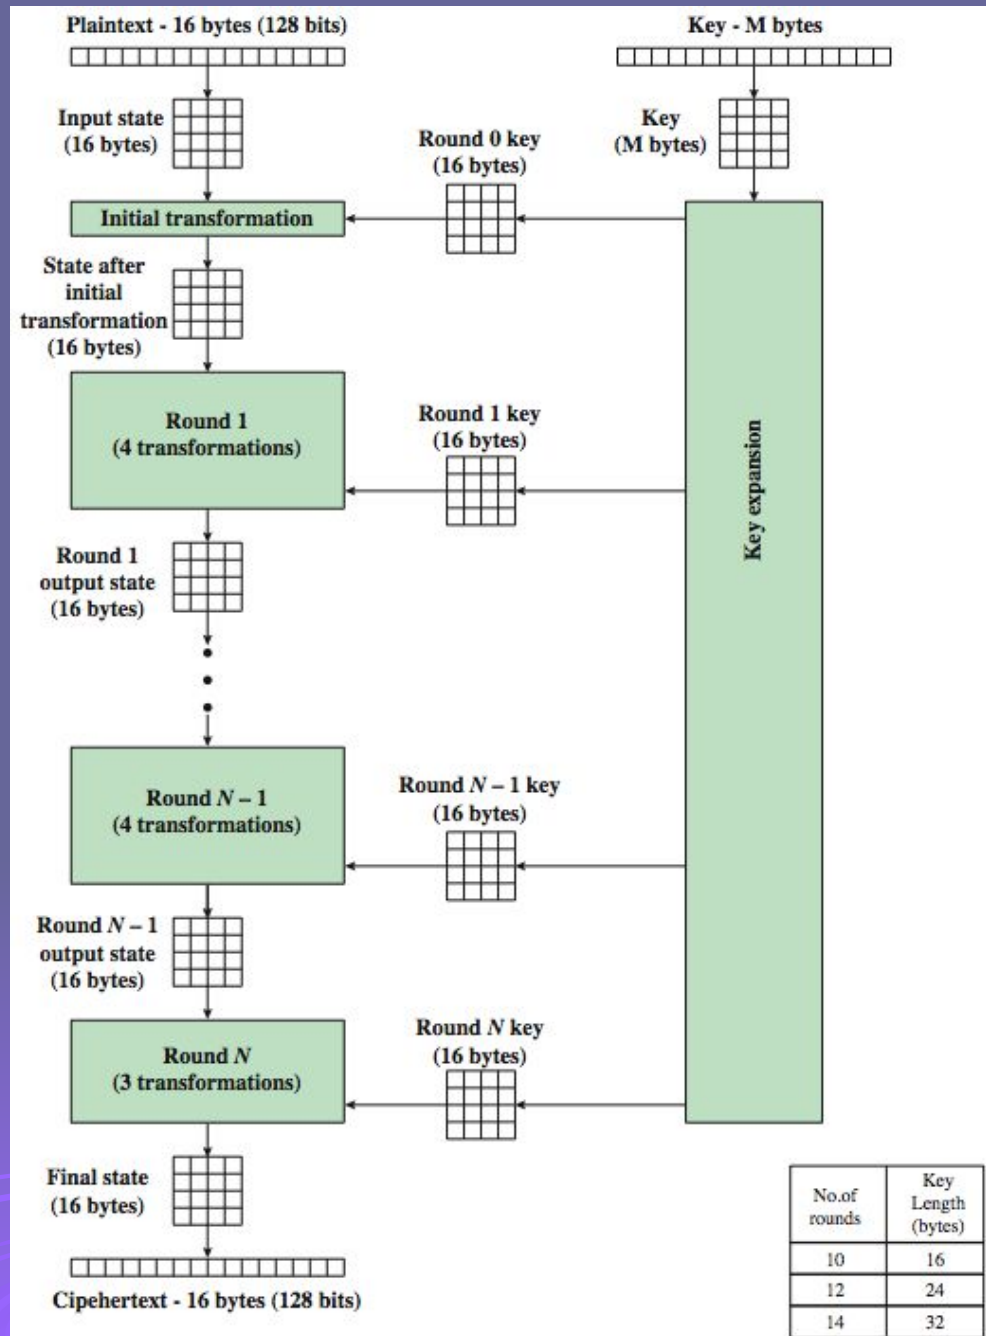 Plaintext - 16 bytes (128 bits)
Key - M bytes
Input state
(16 bytes)
Key
(M bytes)
Round 0 key
(16 bytes)
Initial transformation
State after
initial
transformation
(16 bytes)
Round 1
(4 transformations)
Round 1 key
(16 bytes)
Key expansion
Round 1
output state
(16 bytes)
Round N – 1
(4 transformations)
Round N – 1 key
(16 bytes)
Round N – 1
output state
(16 bytes)
Round N
(3 transformations)
Round N key
(16 bytes)
Final state
(16 bytes)
Cipehertext - 16 bytes (128 bits)
No.of
rounds
Key
Length
(bytes)
10 16
12 24
14 32